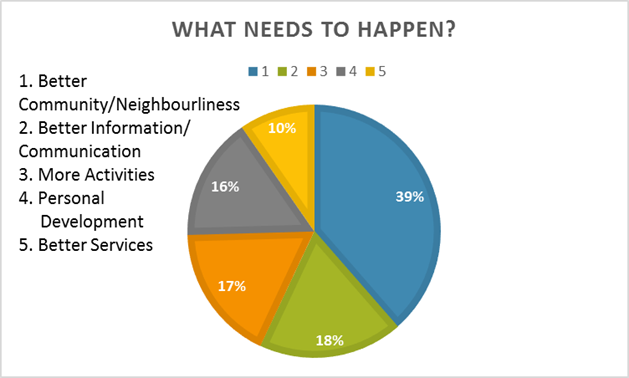 WHAT NEEDS TO HAPPEN?
1 2 3 4 5
1. Better
Community/Neighbourliness
2. Better Information/
Communication
3. More Activities
4. Personal
Development
5. Better Services
10%
39%
16%
17%
18%